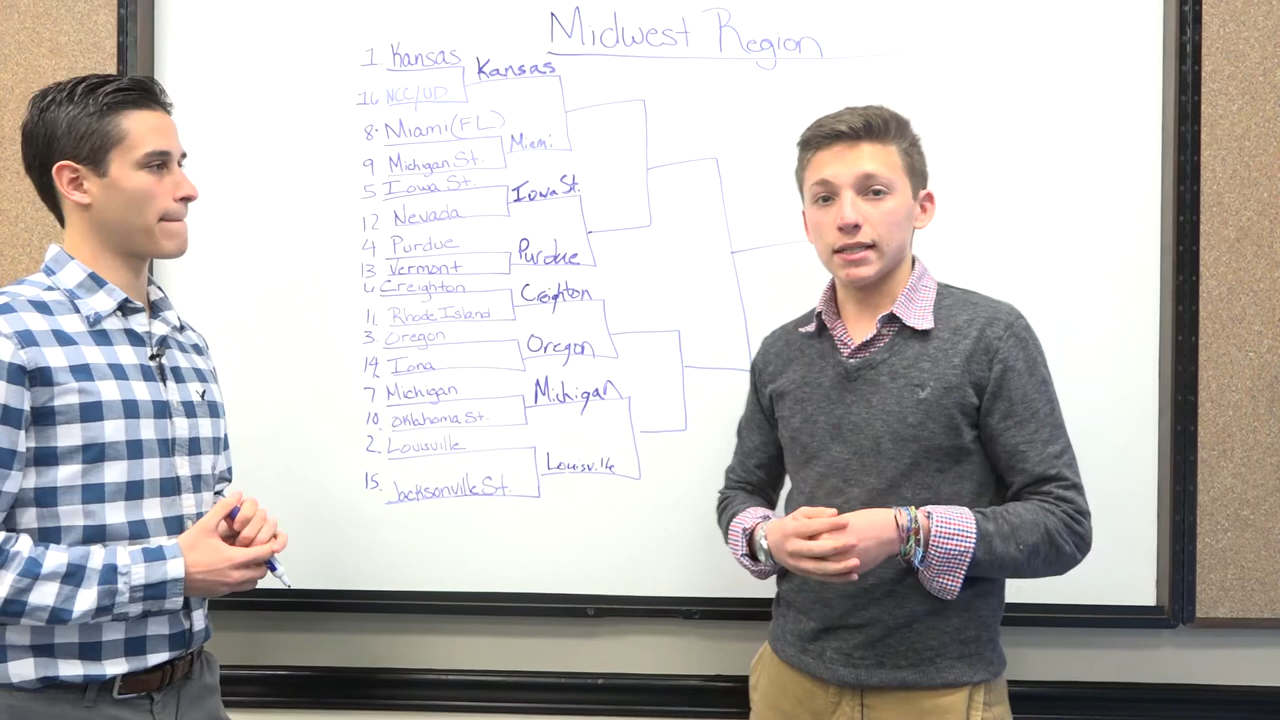 Midwest Region
1. Kansas
Kansas
16 NCC/UD
8. Miami (FL)
Miami
9 Michigan St.
5 Iowa St.
Iowa St.
12 Nevada
4 Purdue
Purdue
13 Vermont
6 Creighton
Creighton
11. Rhode Island
3. Oregon
Oregon
14. Iona
7 Michigan
Michigan
10. Oklahoma St.
2. Louisville
Louisville
15. Jacksonville St.